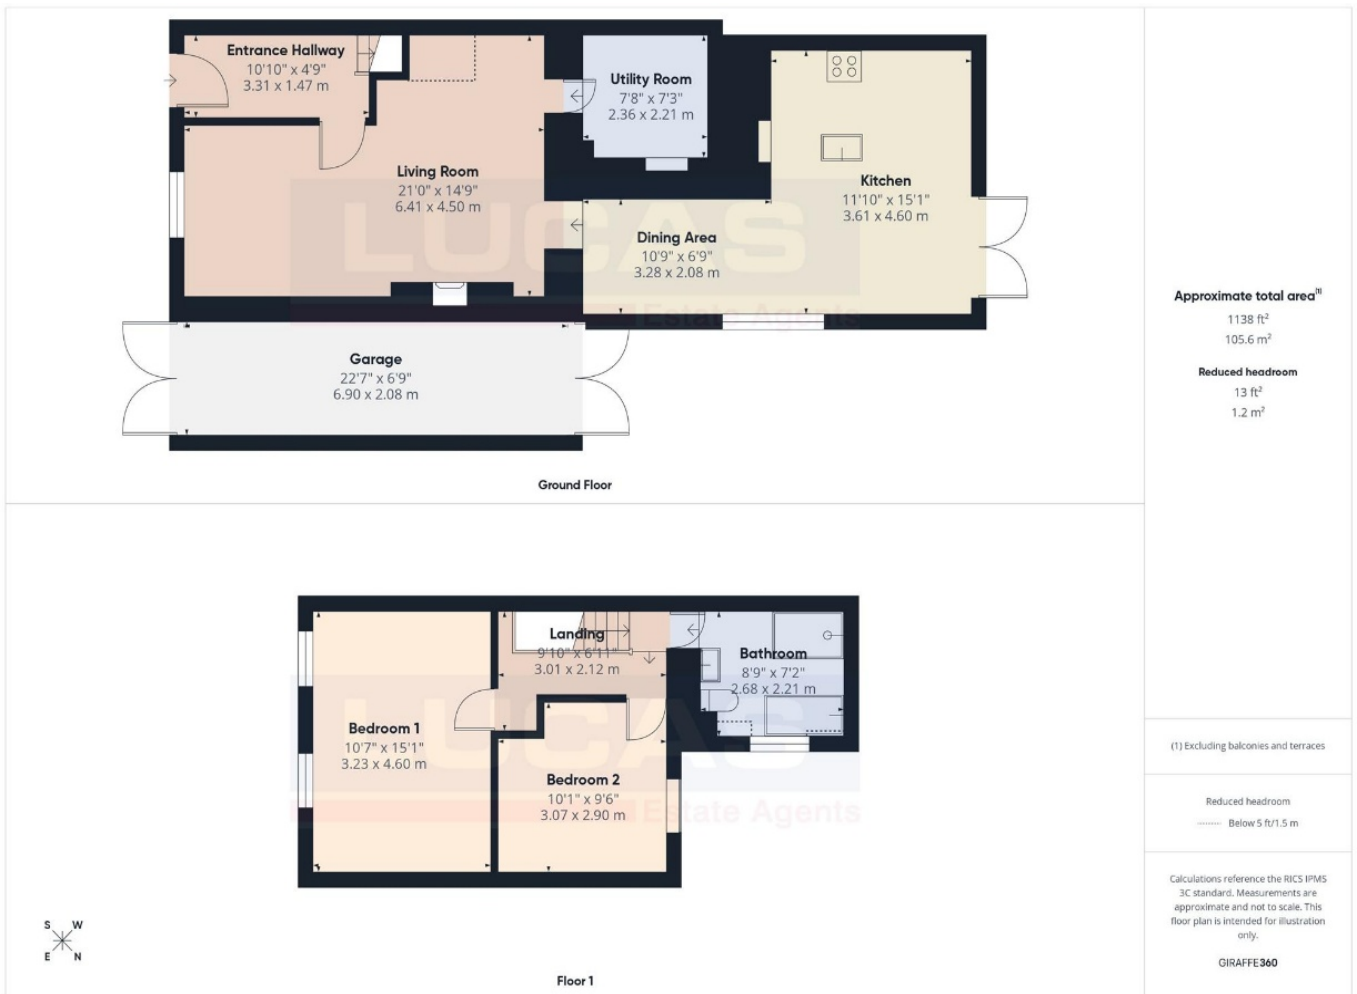 Entrance Hallway
10'10" x 4'9"
3.31 x 1.47 m
Utility Room
7'8" x 7'3"
2.36 x 2.21 m
Living Room
21'0" x 14'9"
6.41 x 4.50 m
Kitchen
11'10" x 15'1"
3.61 x 4.60 m
Dining Area
10'9" x 6'9"
3.28 x 2.08 m
LUCAS
Estate Agents
Garage
22'7" x 6'9"
6.90 x 2.08 m
Ground Floor
Landing
9'10" x 6'11"
3.01 x 2.12 m
Bathroom
8'9" x 7'2"
2.68 x 2.21 m
Bedroom 1
10'7" x 15'1"
3.23 x 4.60 m
Bedroom 2
10'1" x 9'6"
3.07 x 2.90 m
LUCAS
Estate Agents
S W
E N
Floor 1
Approximate total area(1)
1138 ft²
105.6 m²
Reduced headroom
13 ft²
1.2 m²
(1) Excluding balconies and terraces
Reduced headroom
Below 5 ft/1.5 m
Calculations reference the RICS IPMS
3C standard. Measurements are
approximate and not to scale. This
floor plan is intended for illustration
only.
GIRAFFE360